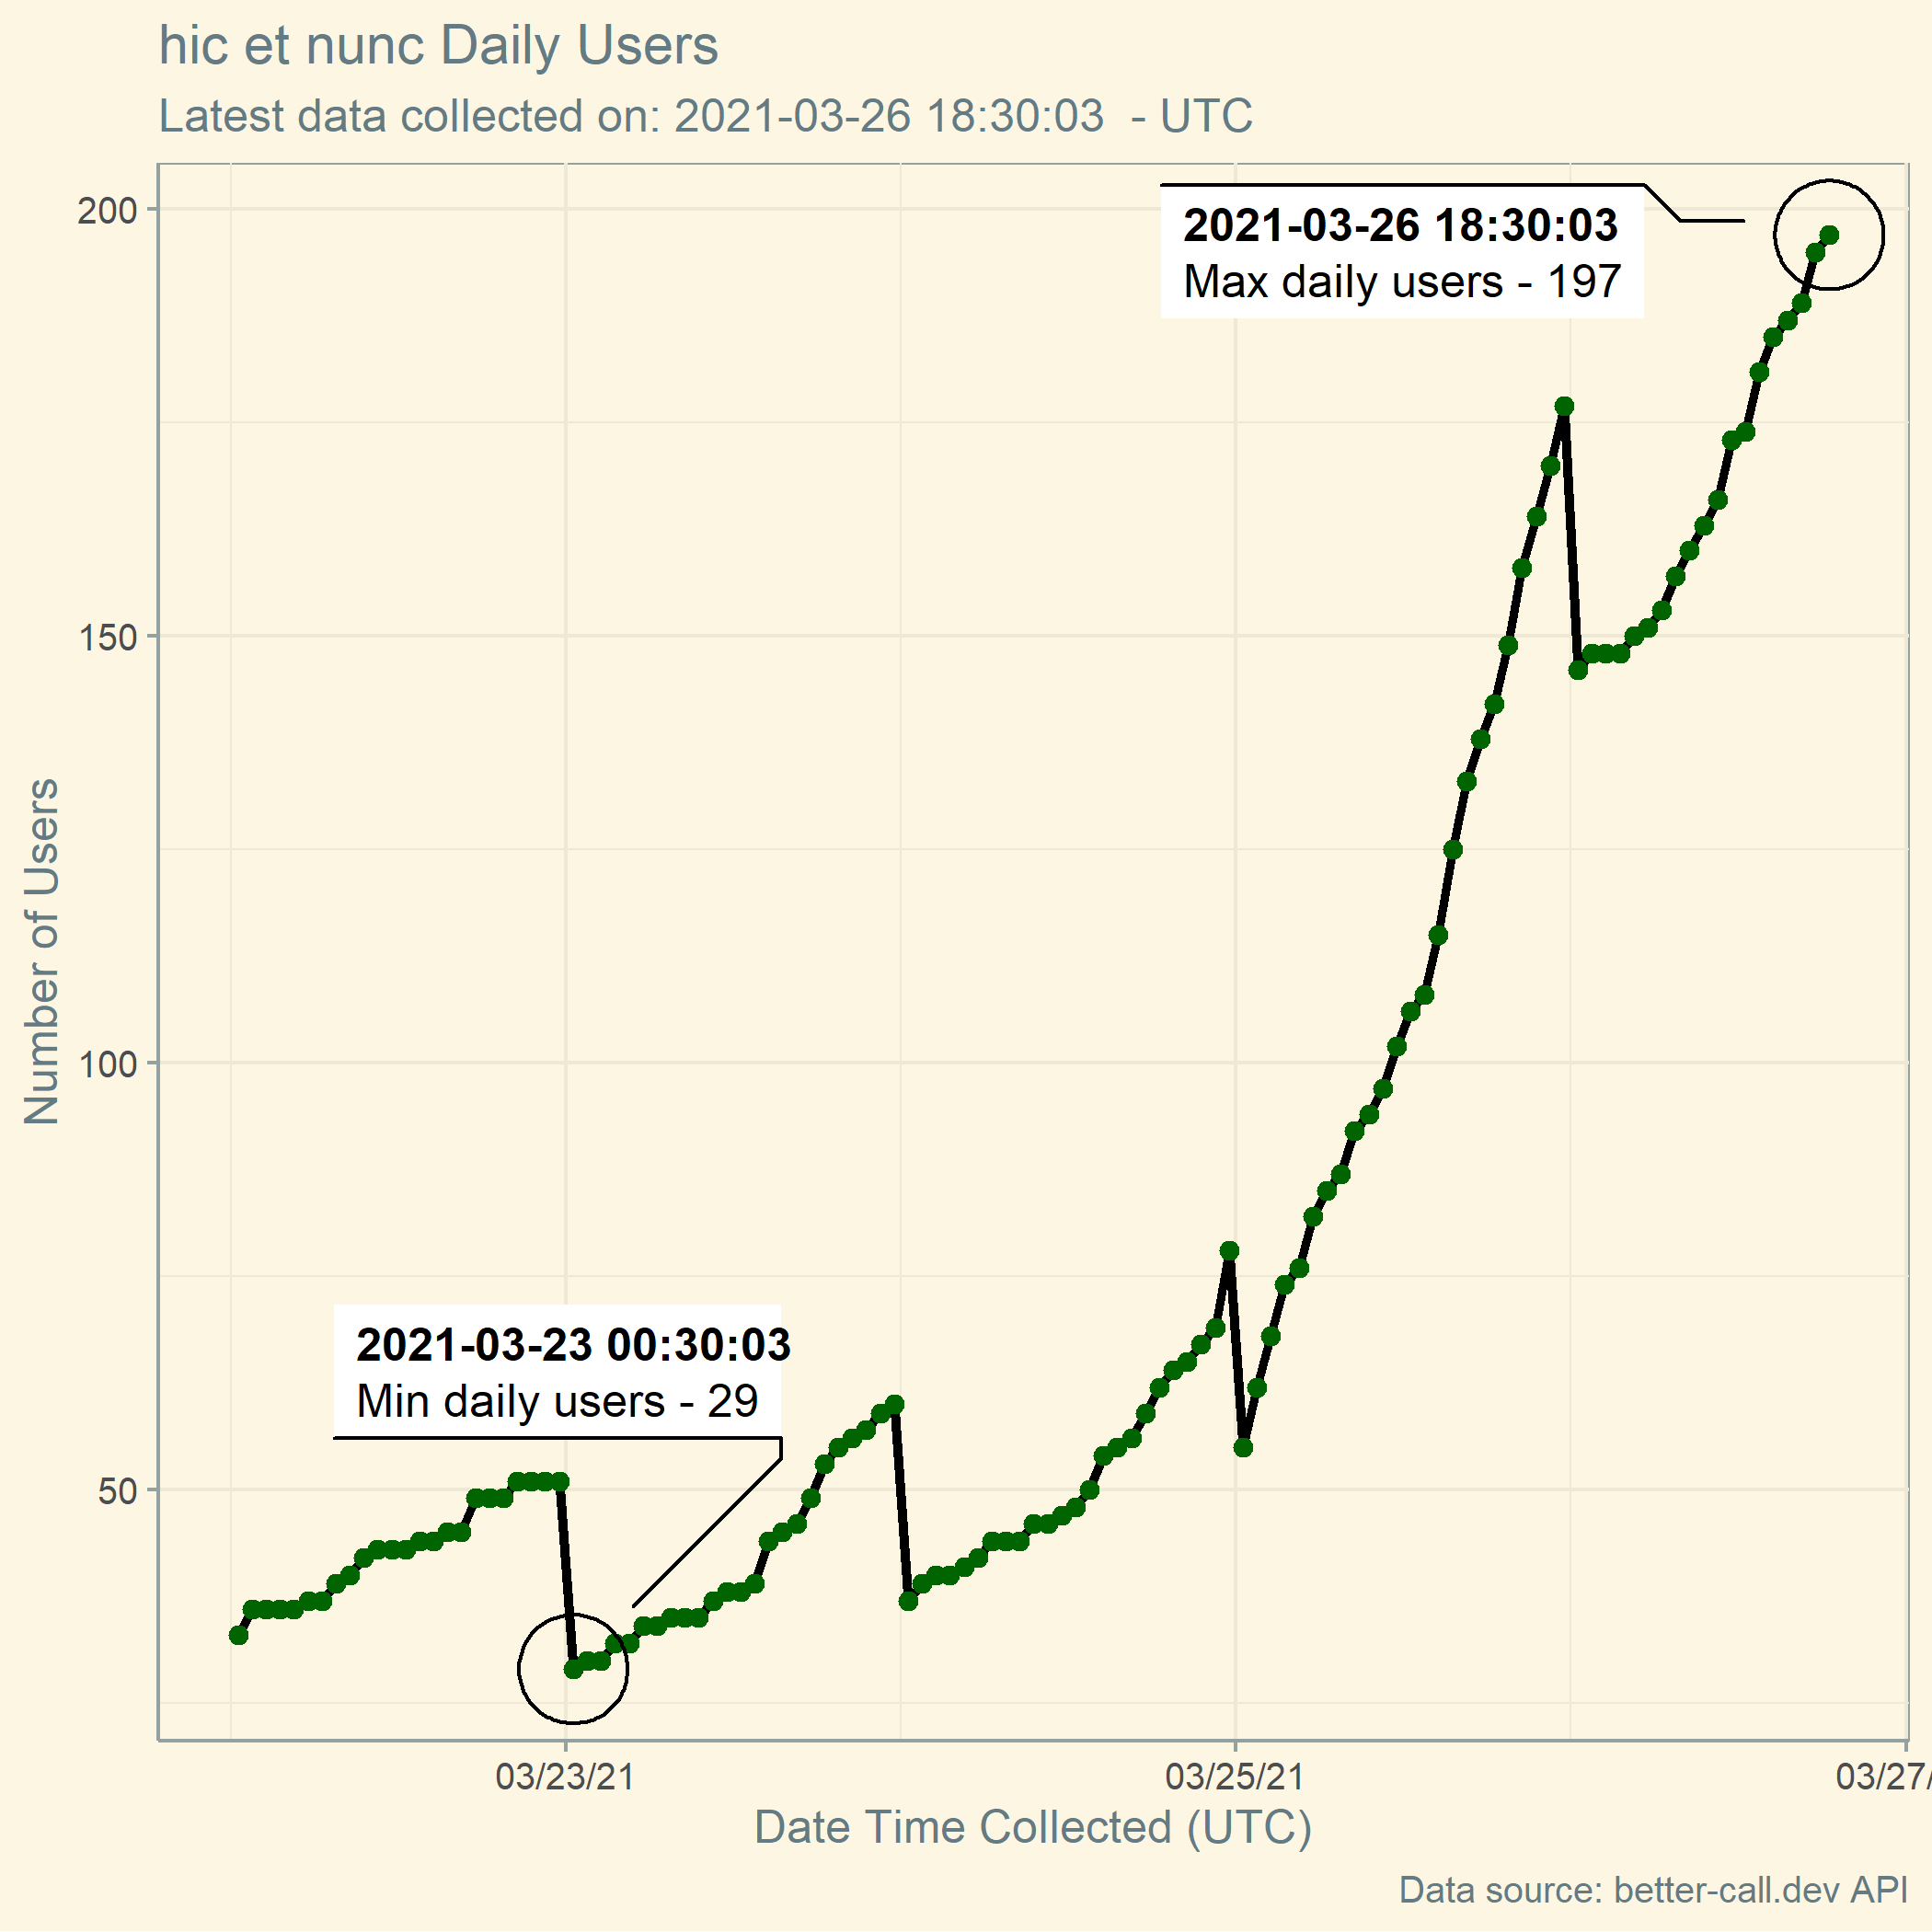 hic et nunc Daily Users
Latest data collected on: 2021-03-26 18:30:03  - UTC
2021-03-26 18:30:03
Max daily users - 197
2021-03-23 00:30:03
Min daily users - 29
Number of Users
200
150
100
50
03/23/21
03/25/21
03/27/
Date Time Collected (UTC)
Data source: better-call.dev API